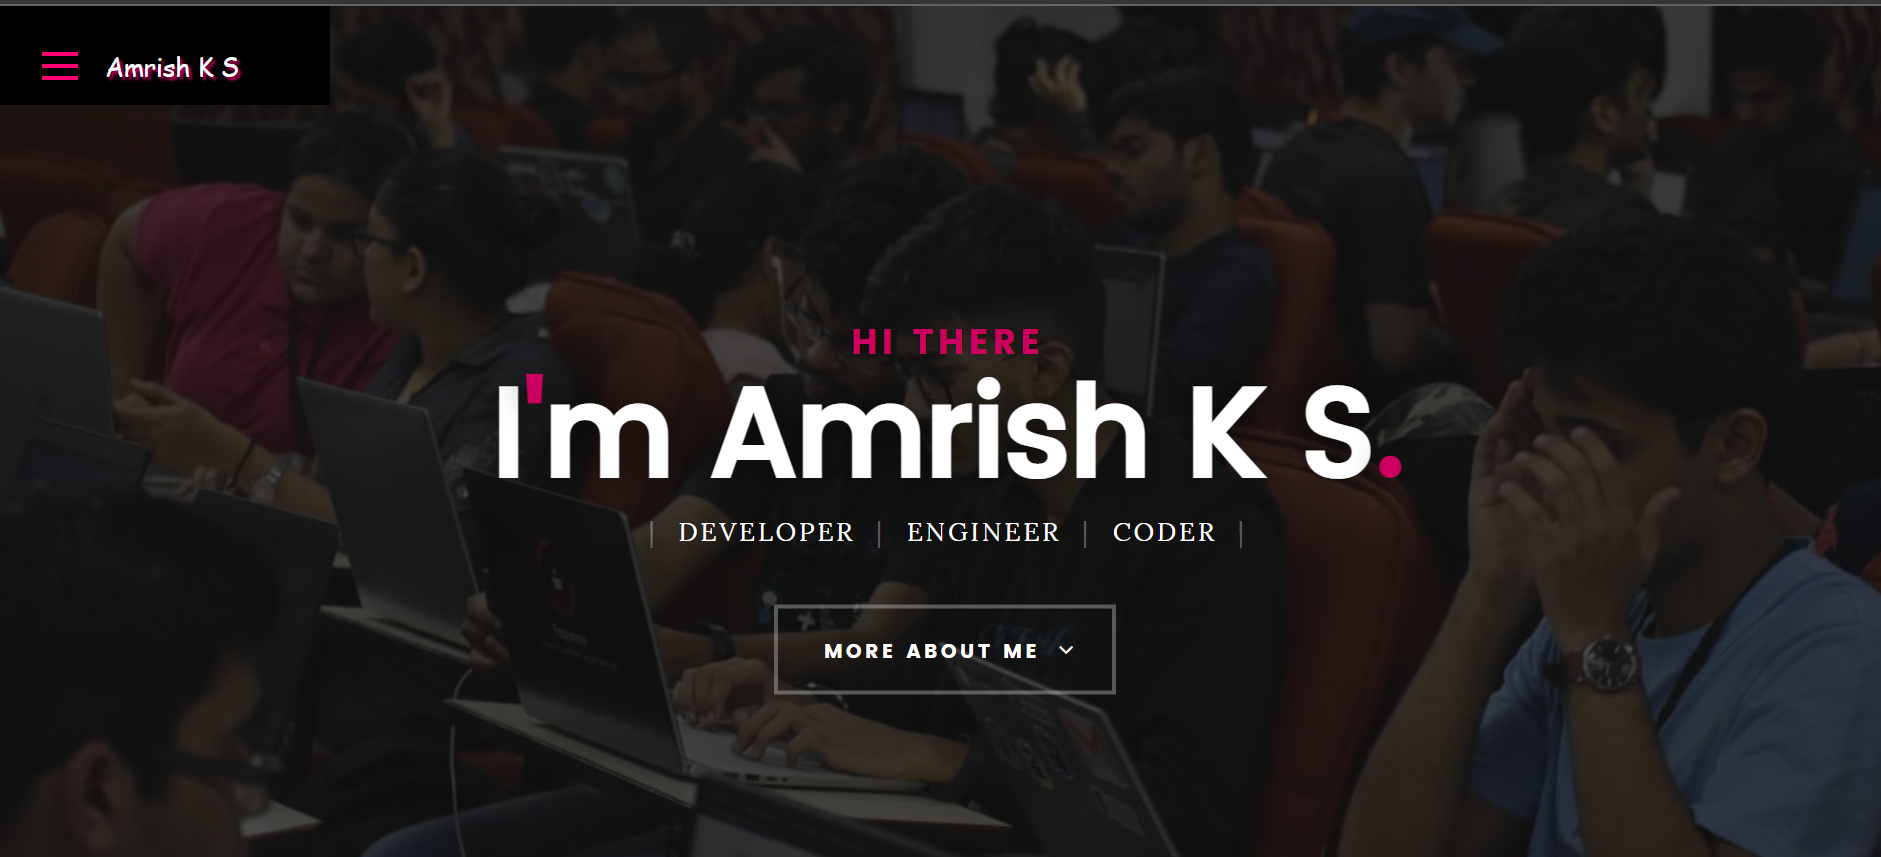 Amrish K S
HI THERE
I'm Amrish K S.
| DEVELOPER | ENGINEER | CODER |
MORE ABOUT ME